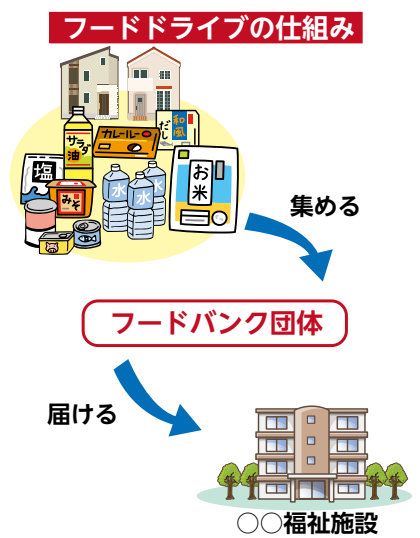 フードドライブの仕組み
サラダ
油
カレールー
和風
だし
塩
みそ
水
水
水
お米
集める
フードバンク団体
届ける
○○福祉施設